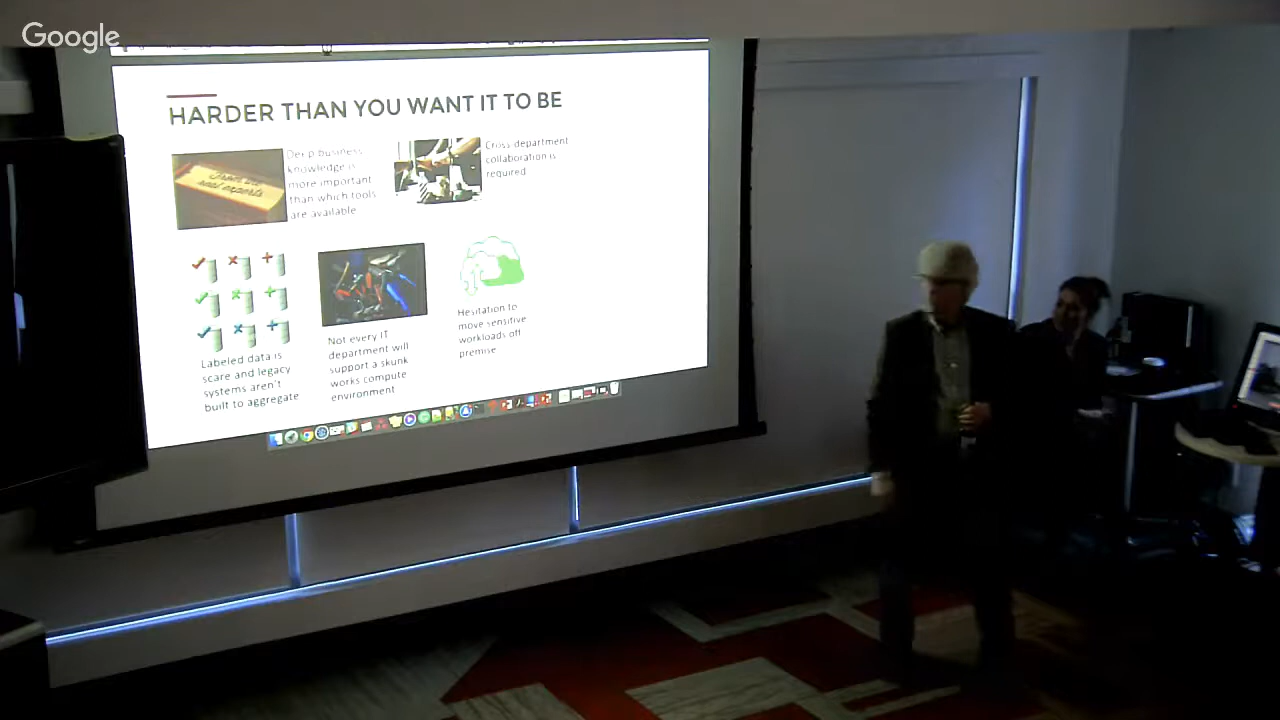 Google
HARDER THAN YOU WANT IT TO BE
Deep business
knowledge is
more important
than which tools
are available
Cross department
collaboration is
required
real experts
Labeled data is
scare and legacy
systems aren't
built to aggregate
Not every IT
department will
support a skunk
works compute
environment
Hesitation to
move sensitive
workloads off
premise